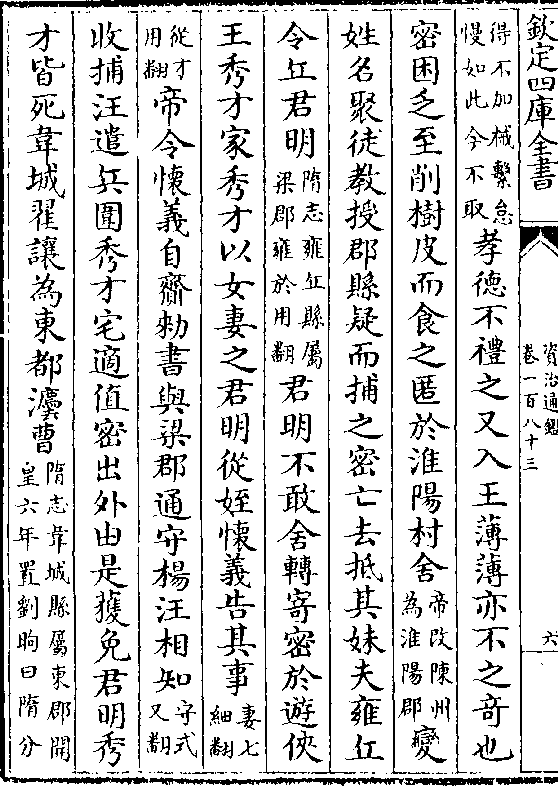 欽定四庫全書
資治通鑑
卷一百八十三
六
得不加械繫怠慢如此今不取孝德不禮之又入王薄薄亦不之竒也
密困乏至削樹皮而食之匿於淮陽村舍帝改陳州為淮陽郡變
姓名聚徒教授郡縣疑而捕之密亡去抵其妹夫雍丘
令丘君明隋志雍丘縣屬梁郡雍於用翻君明不敢舍轉寄密於遊俠
王秀才家秀才以女妻之君明從姪懷義告其事妻七細翻
從才用翻帝令懷義自齎勅書與梁郡通守楊汪相知守式又翻
收捕汪遣兵圍秀才宅適值密出外由是獲免君明秀
才皆死韋城翟讓為東都灋曹隋志韋城縣屬東郡開皇六年置劉昫曰隋分